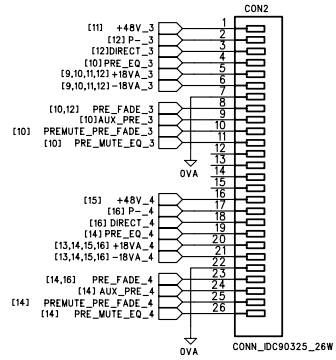 CON2
[11] +48V_3 1
[12] P-_3 2
[12]DIRECT_3 3
[10]PRE_EQ_3 4
[9,10,11,12] +18VA_3 5
[9,10,11,12] -18VA_3 6
7
[10,12] PRE_FADE_3 8
[10]AUX_PRE_3 9
[10] PREMUTE_PRE_FADE_3 10
[10] PRE_MUTE_EQ_3 11
12
0VA 13
14
15
[15] +48V_4 16
[16] P-_4 17
[16] DIRECT_4 18
[14] PRE_EQ_4 19
[13,14,15,16] +18VA_4 20
[13,14,15,16] -18VA_4 21
22
[14,16] PRE_FADE_4 23
[14] AUX_PRE_4 24
[14] PREMUTE_PRE_FADE_4 25
[14] PRE_MUTE_EQ_4 26
0VA
CONN_IDC90325_26W